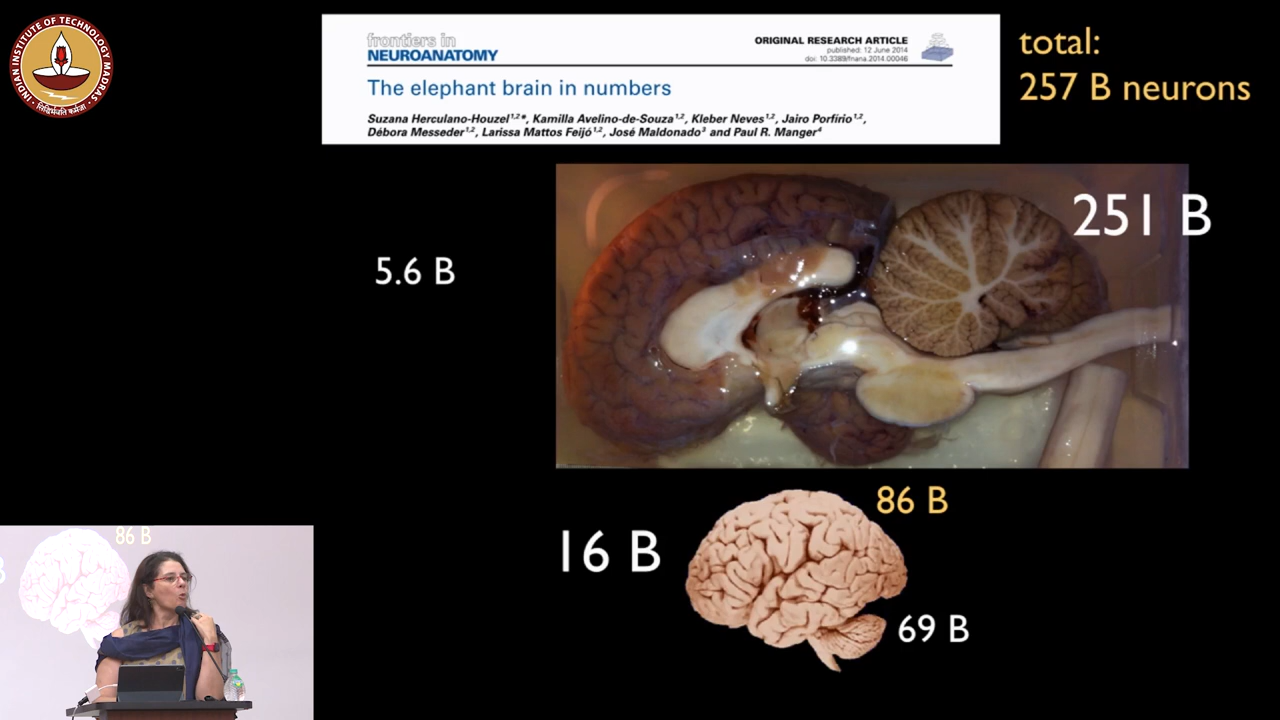 INDIAN INSTITUTE OF TECHNOLOGY MADRAS
सिद्धिर्भवति कर्मजा
frontiers in
NEUROANATOMY
ORIGINAL RESEARCH ARTICLE
published: 12 June 2014
doi: 10.3389/fnana.2014.00046
The elephant brain in numbers
Suzana Herculano-Houzel1,2*, Kamilla Avelino-de-Souza1,2, Kleber Neves1,2, Jairo Porfírio1,2,
Débora Messeder1,2, Larissa Mattos Feijó1,2, José Maldonado3 and Paul R. Manger4
total:
257 B neurons
251 B
5.6 B
86 B
16 B
69 B
86 B